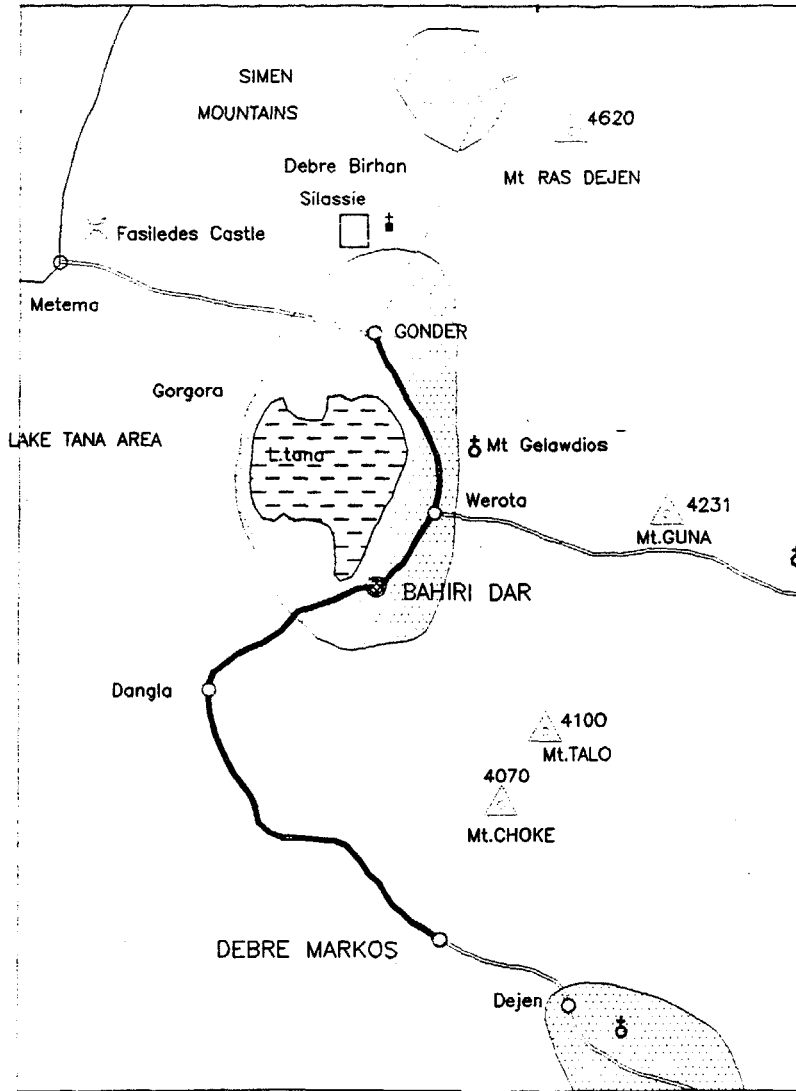 SIMEN
MOUNTAINS
4620
Mt RAS DEJEN
Debre Birhan
Silassie
Fasiledes Castle
Metema
GONDER
Gorgora
LAKE TANA AREA
L.tana
Mt Gelawdios
Werota
4231
Mt.GUNA
BAHIRI DAR
Dangla
4100
Mt.TALO
4070
Mt.CHOKE
DEBRE MARKOS
Dejen